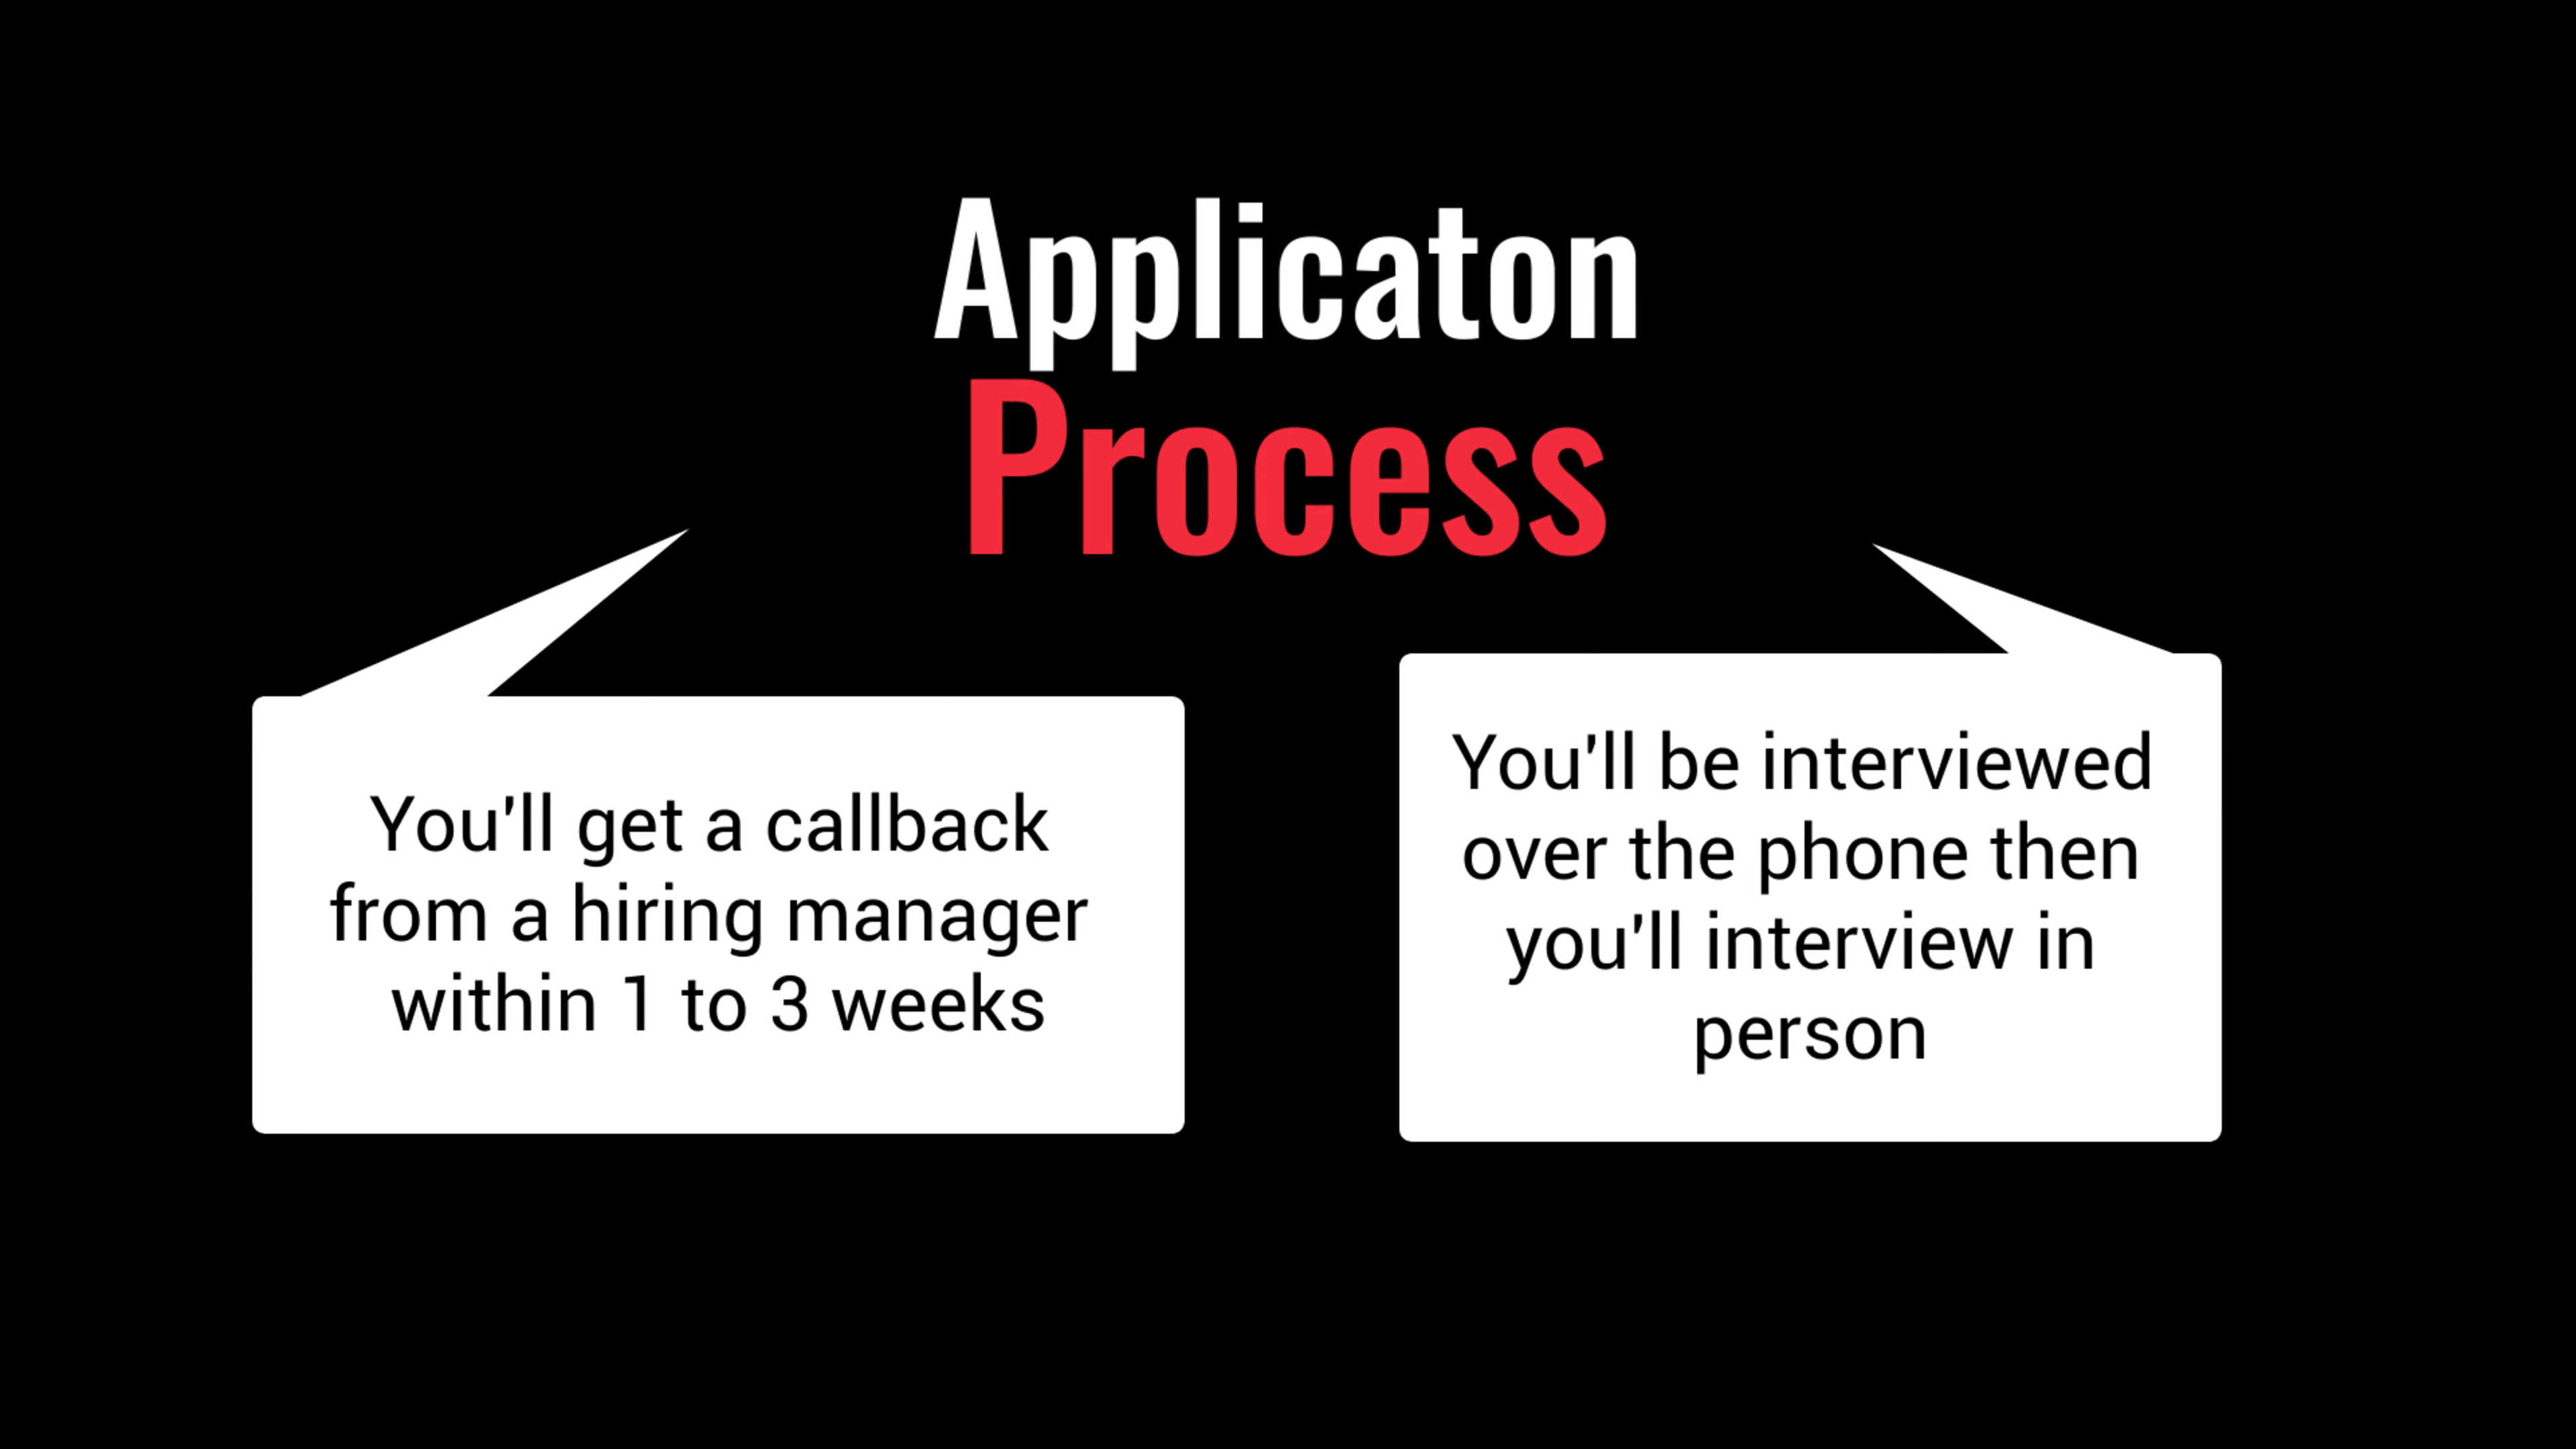 Applicaton
Process
You'll get a callback
from a hiring manager
within 1 to 3 weeks
You'll be interviewed
over the phone then
you'll interview in
person